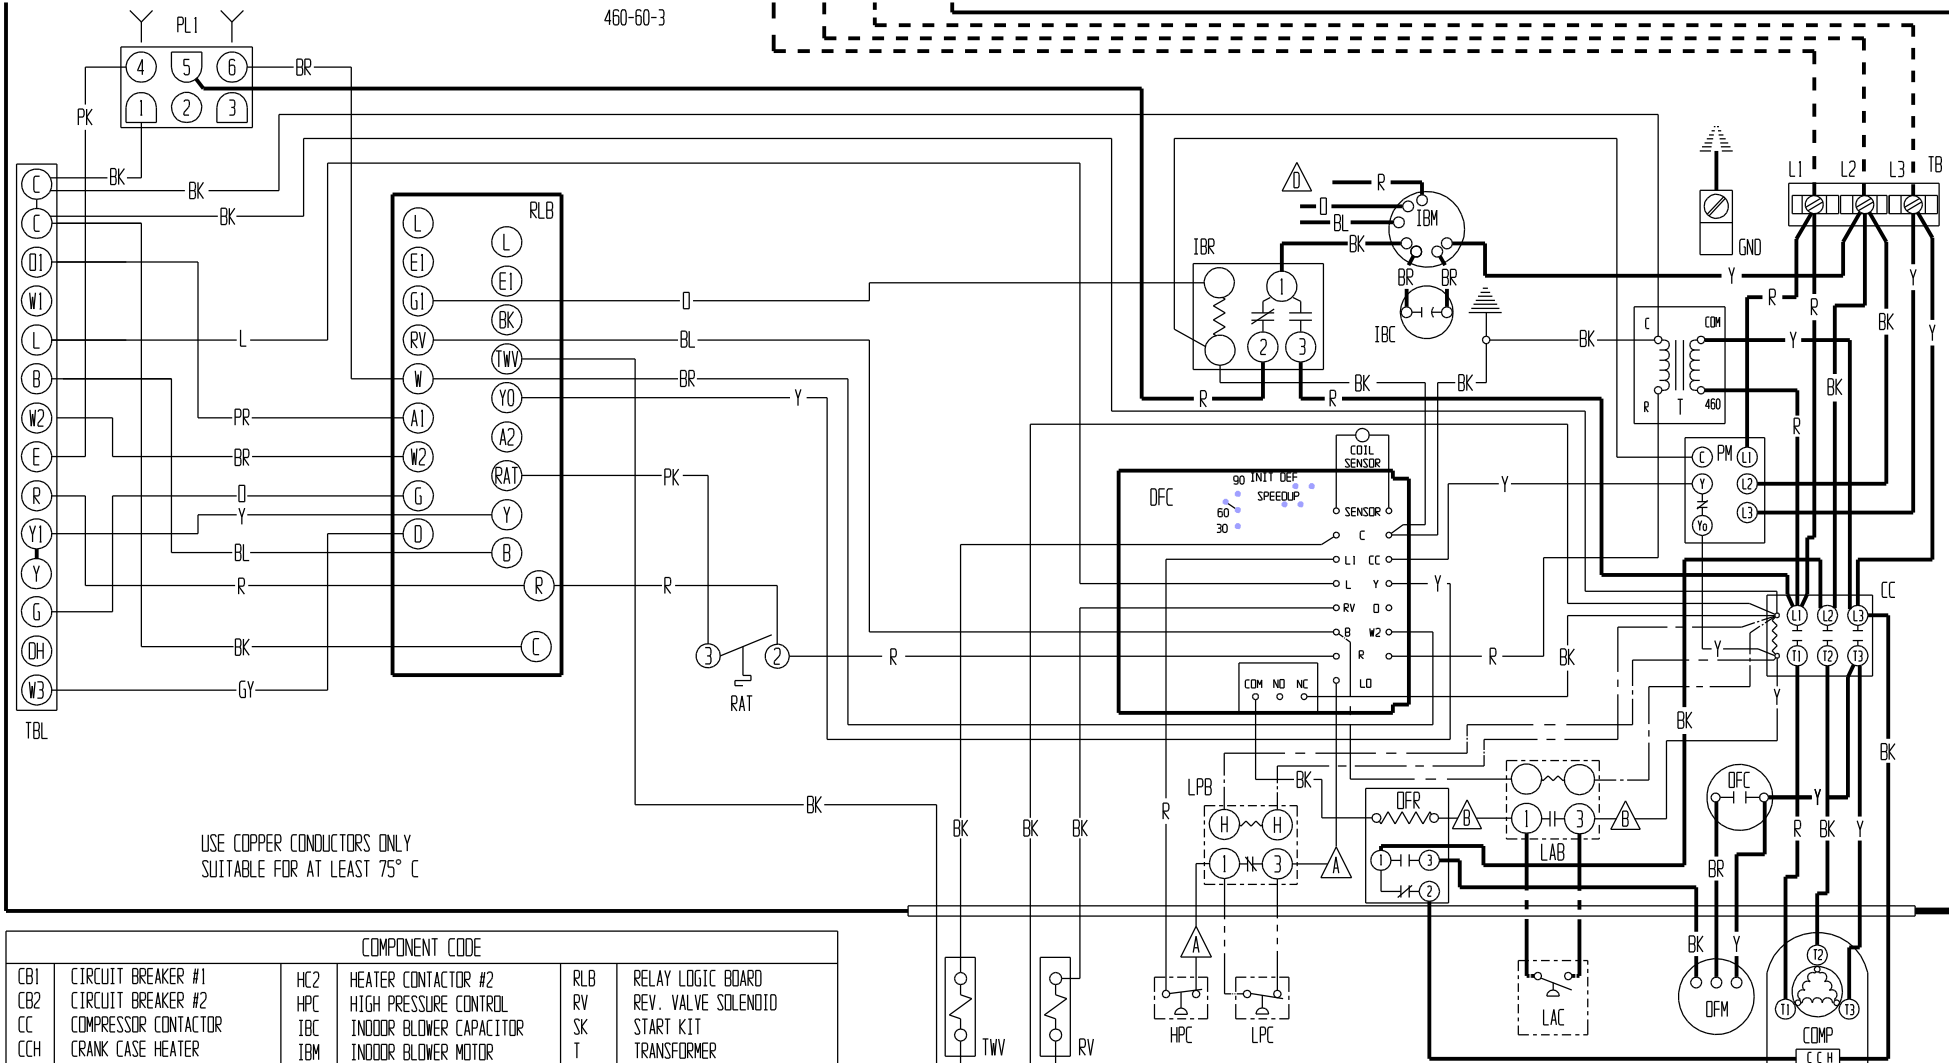 460-60-3
PL1
4 5 6
1 2 3
BR
PK
BK
BK
BK
C
C
O1
W1
L
B
W2
E
R
Y1
Y
G
DH
W3
TBL
L
PR
BR
O
Y
BL
R
BK
GY
RLB
L
E1
G1
RV
W
A1
W2
G
D
L
E1
BK
TWV
YO
A2
RAT
Y
B
R
C
O
BL
BR
Y
PK
R
3 2
RAT
R
BK
D
R
O
BL
BK
IBM
BR BR
IBC
Y
IBR
1
2 3
BK
BK
R
R
BK
GND
L1 L2 L3 TB
R
R
BK
Y
Y
C COM
R T 460
Y
BK
R
C PM L1
Y L2
Yo L3
Y
COIL
SENSOR
DFC
90 INIT DEF
SPEEDUP
60
30
SENSOR
C
L1 CC
L Y
RV O
B W2
R
LO
COM NO NC
Y
R
BK
CC
L1 L2 L3
T1 T2 T3
Y
Y
BK
BK
BK
LPB
H H
1 3
A
A
R
BK
BK
BK
OFR
1 3
2
B
B
1 3
LAB
OFC
Y
BR
R BK Y
BK Y
OFM
T2
T1 T3
COMP
CCH
LAC
HPC
LPC
TWV
RV
USE COPPER CONDUCTORS ONLY
SUITABLE FOR AT LEAST 75° C
COMPONENT CODE
CB1 CIRCUIT BREAKER #1 HC2 HEATER CONTACTOR #2 RLB RELAY LOGIC BOARD
CB2 CIRCUIT BREAKER #2 HPC HIGH PRESSURE CONTROL RV REV. VALVE SOLENOID
CC COMPRESSOR CONTACTOR IBC INDOOR BLOWER CAPACITOR SK START KIT
CCH CRANK CASE HEATER IBM INDOOR BLOWER MOTOR T TRANSFORMER